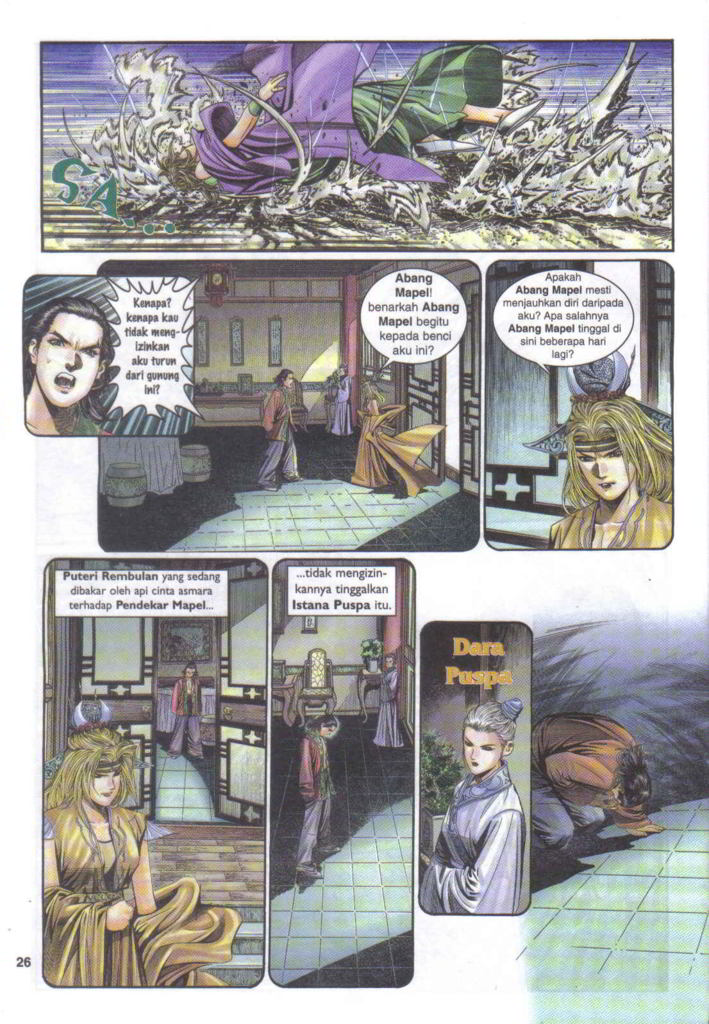 SA...
Kenapa?
kenapa kau
tidak meng-
izinkan
aku turun
dari gunung
ini?
Abang
Mapel!
benarkah Abang
Mapel begitu
kepada benci
aku ini?
Apakah
Abang Mapel mesti
menjauhkan diri daripada
aku? Apa salahnya
Abang Mapel tinggal di
sini beberapa hari
lagi?
Puteri Rembulan yang sedang
dibakar oleh api cinta asmara
terhadap Pendekar Mapel...
...tidak mengizin-
kannya tinggalkan
Istana Puspa itu.
Dara
Puspa
26